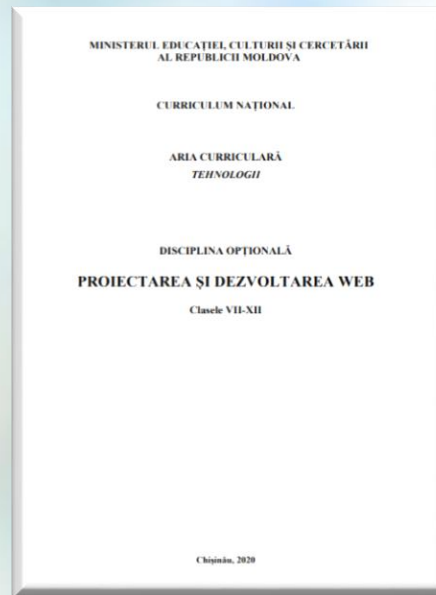 MINISTERUL EDUCAȚIEI, CULTURII ȘI CERCETĂRII
AL REPUBLICII MOLDOVA
CURRICULUM NAȚIONAL
ARIA CURRICULARĂ
TEHNOLOGII
DISCIPLINA OPȚIONALĂ
PROIECTAREA ȘI DEZVOLTAREA WEB
Clasele VII-XII
Chișinău, 2020